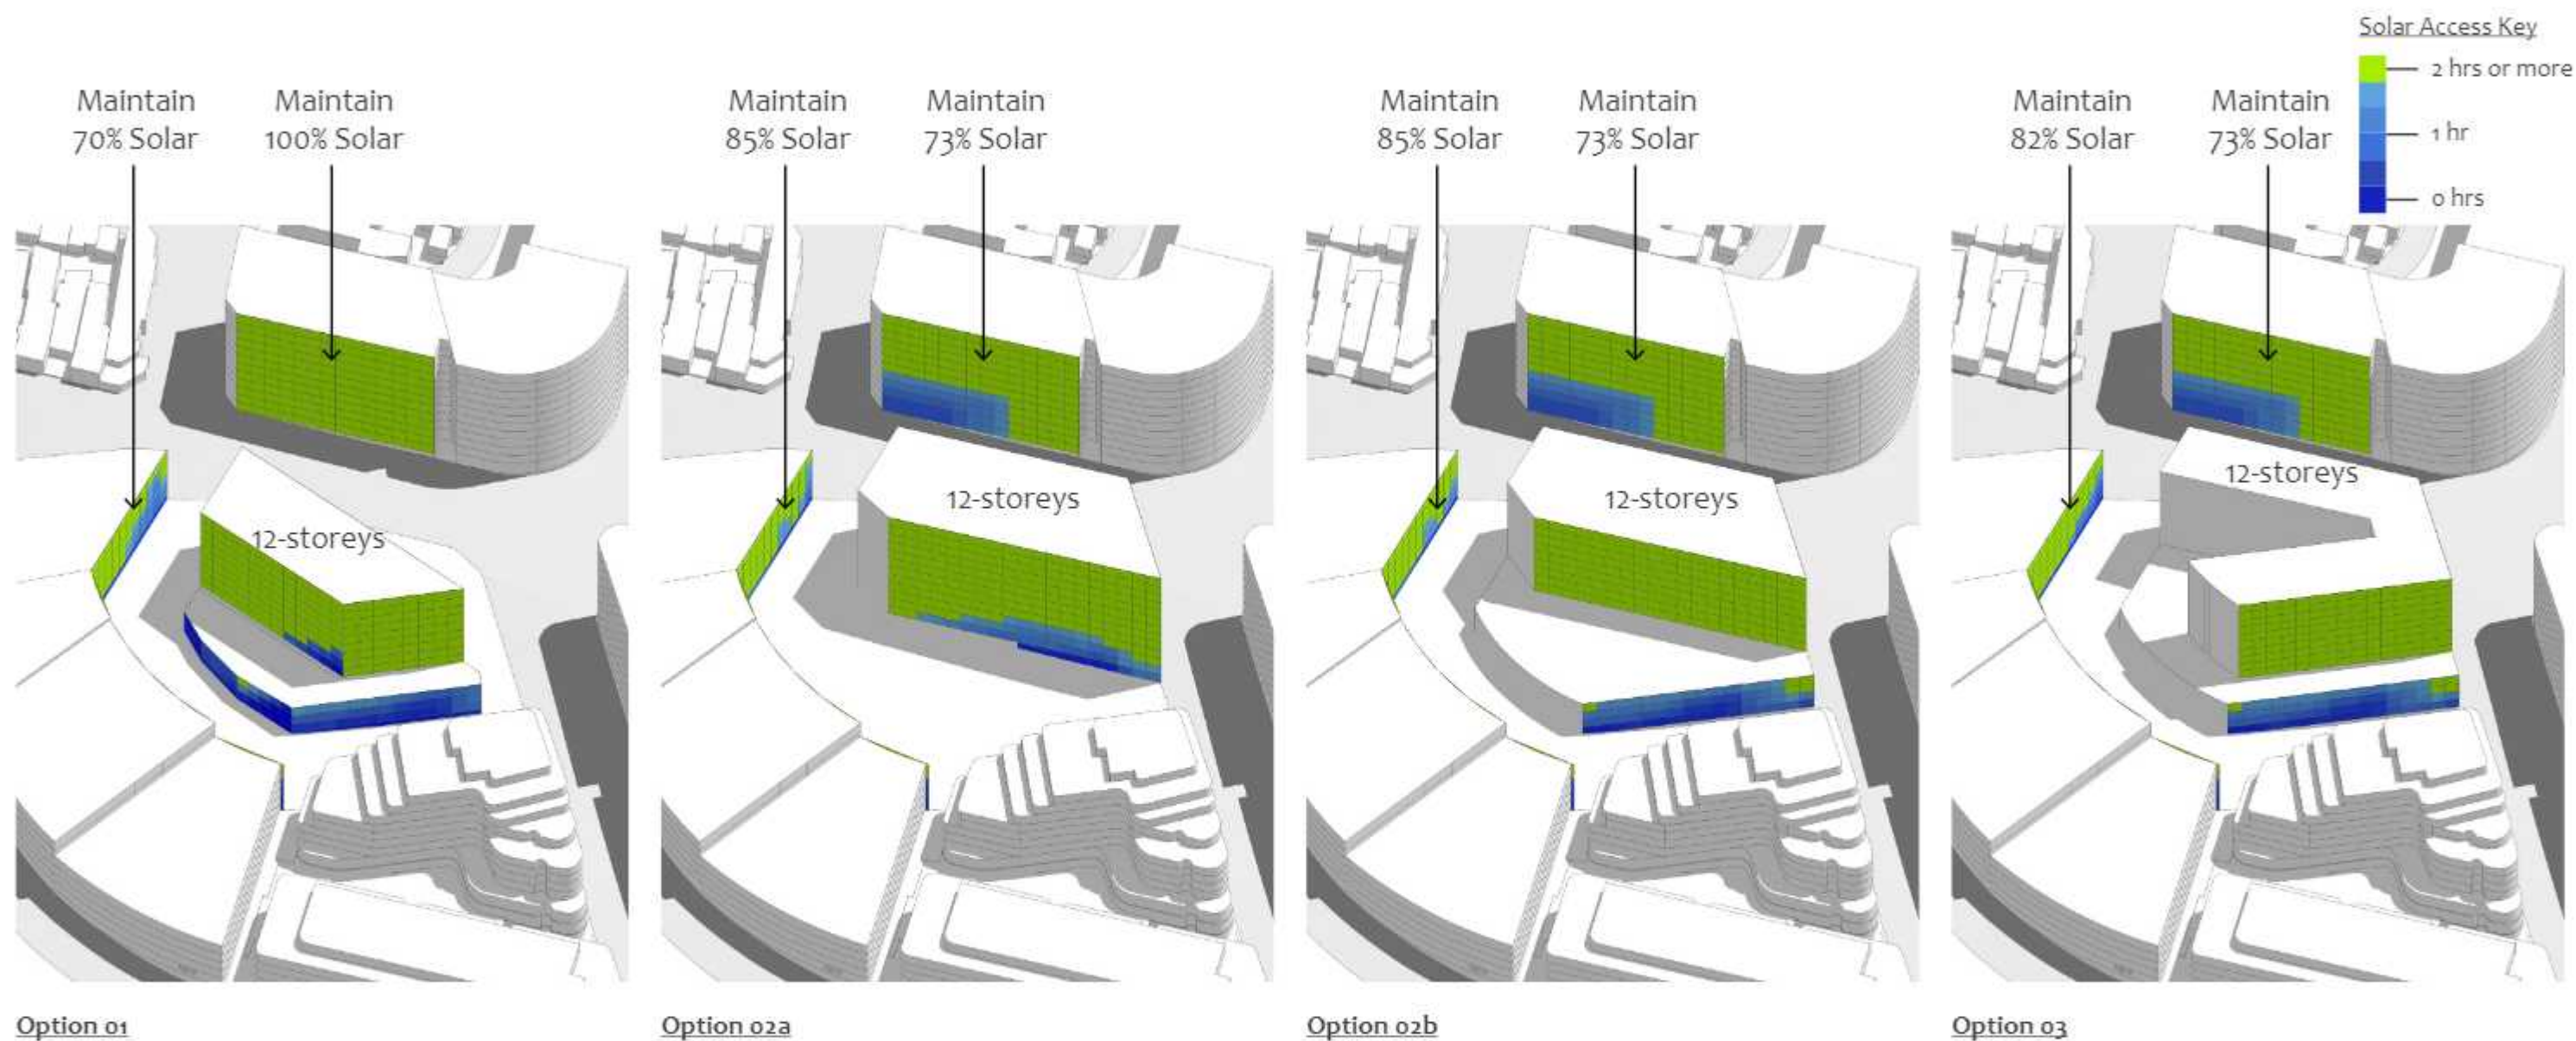 Solar Access Key
2 hrs or more
1 hr
0 hrs
Maintain
70% Solar
Maintain
100% Solar
Maintain
85% Solar
Maintain
73% Solar
Maintain
85% Solar
Maintain
73% Solar
Maintain
82% Solar
Maintain
73% Solar
12-storeys
12-storeys
12-storeys
12-storeys
Option 01
Option 02a
Option 02b
Option 03